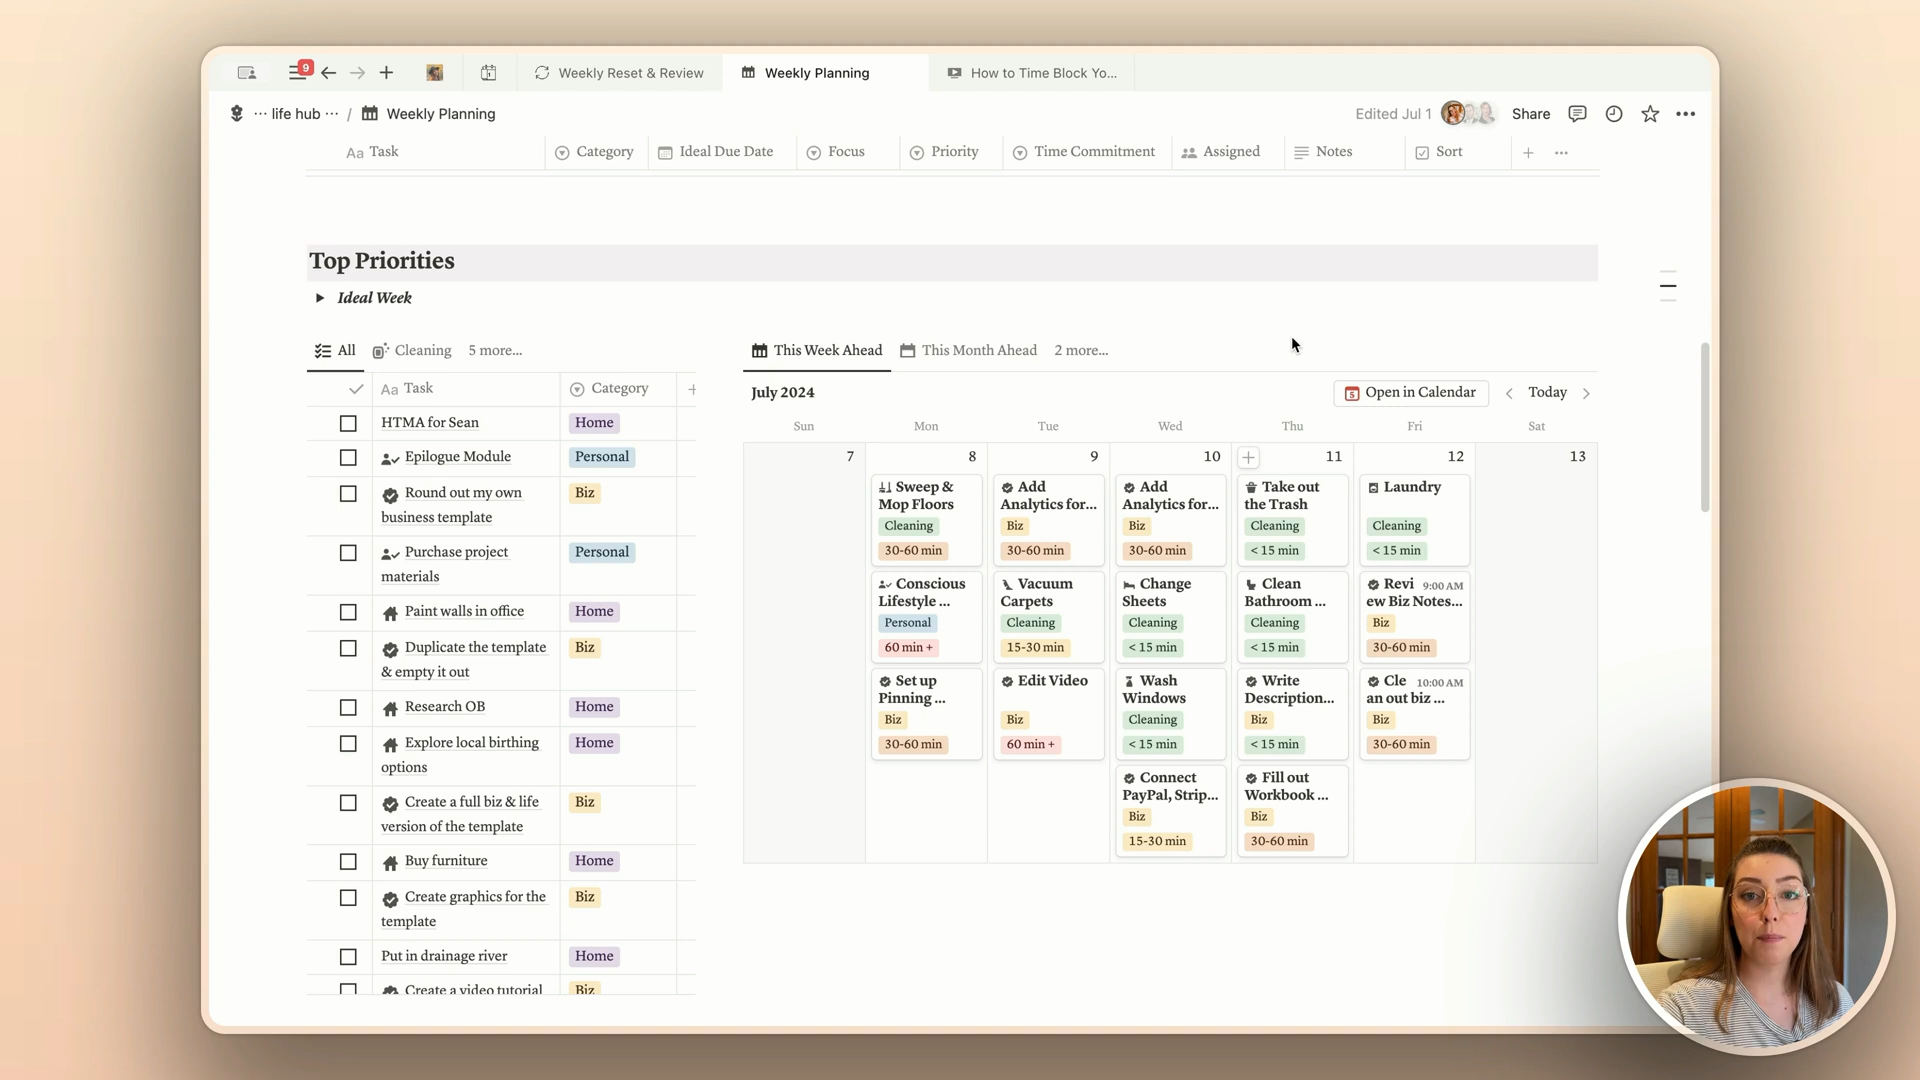 9
Weekly Reset & Review
Weekly Planning
How to Time Block Yo...
··· life hub ··· / Weekly Planning
Edited Jul 1
Share
Aa Task
Category
Ideal Due Date
Focus
Priority
Time Commitment
Assigned
Notes
Sort
Top Priorities
Ideal Week
All
Cleaning
5 more...
Aa Task
Category
HTMA for Sean
Home
Epilogue Module
Personal
Round out my own
business template
Biz
Purchase project
materials
Personal
Paint walls in office
Home
Duplicate the template
& empty it out
Biz
Research OB
Home
Explore local birthing
options
Home
Create a full biz & life
version of the template
Biz
Buy furniture
Home
Create graphics for the
template
Biz
Put in drainage river
Home
Create a video tutorial
Biz
This Week Ahead
This Month Ahead
2 more...
July 2024
5
Open in Calendar
Today
Sun
Mon
Tue
Wed
Thu
Fri
Sat
7
8
Sweep &
Mop Floors
Cleaning
30-60 min
Conscious
Lifestyle ...
Personal
60 min +
Set up
Pinning ...
Biz
30-60 min
9
Add
Analytics for...
Biz
30-60 min
Vacuum
Carpets
Cleaning
15-30 min
Edit Video
Biz
60 min +
10
Add
Analytics for...
Biz
30-60 min
Change
Sheets
Cleaning
< 15 min
Wash
Windows
Cleaning
< 15 min
Connect
PayPal, Strip...
Biz
15-30 min
11
Take out
the Trash
Cleaning
< 15 min
Clean
Bathroom ...
Cleaning
< 15 min
Write
Description...
Biz
< 15 min
Fill out
Workbook ...
Biz
30-60 min
12
Laundry
Cleaning
< 15 min
Revi 9:00 AM
ew Biz Notes...
Biz
30-60 min
Cle 10:00 AM
an out biz ...
Biz
30-60 min
13